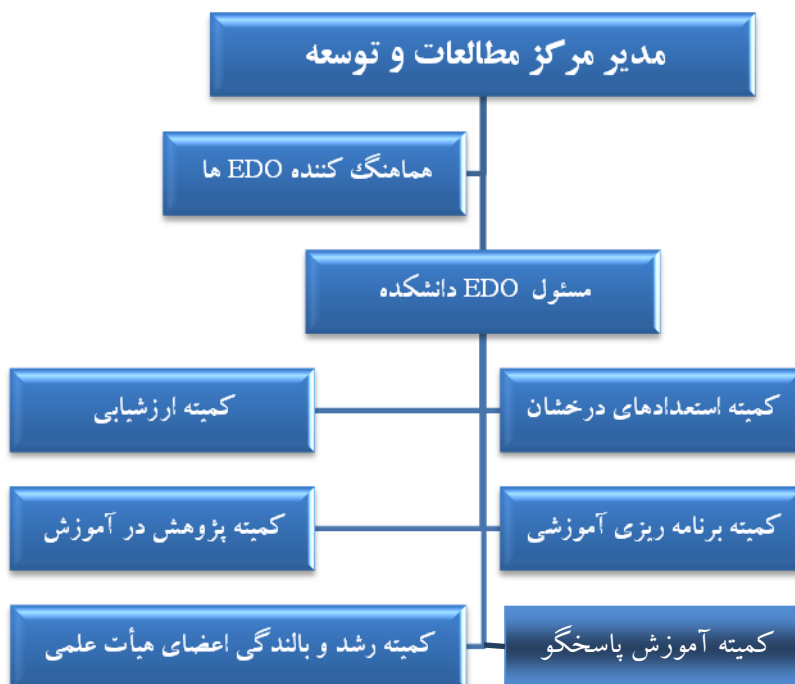 مدیر مرکز مطالعات و توسعه
هماهنگ کننده EDO ها
مسئول EDO دانشکده
کمیته استعدادهای درخشان
کمیته ارزشیابی
کمیته برنامه ریزی آموزشی
کمیته پژوهش در آموزش
کمیته آموزش پاسخگو
کمیته رشد و بالندگی اعضای هیأت علمی